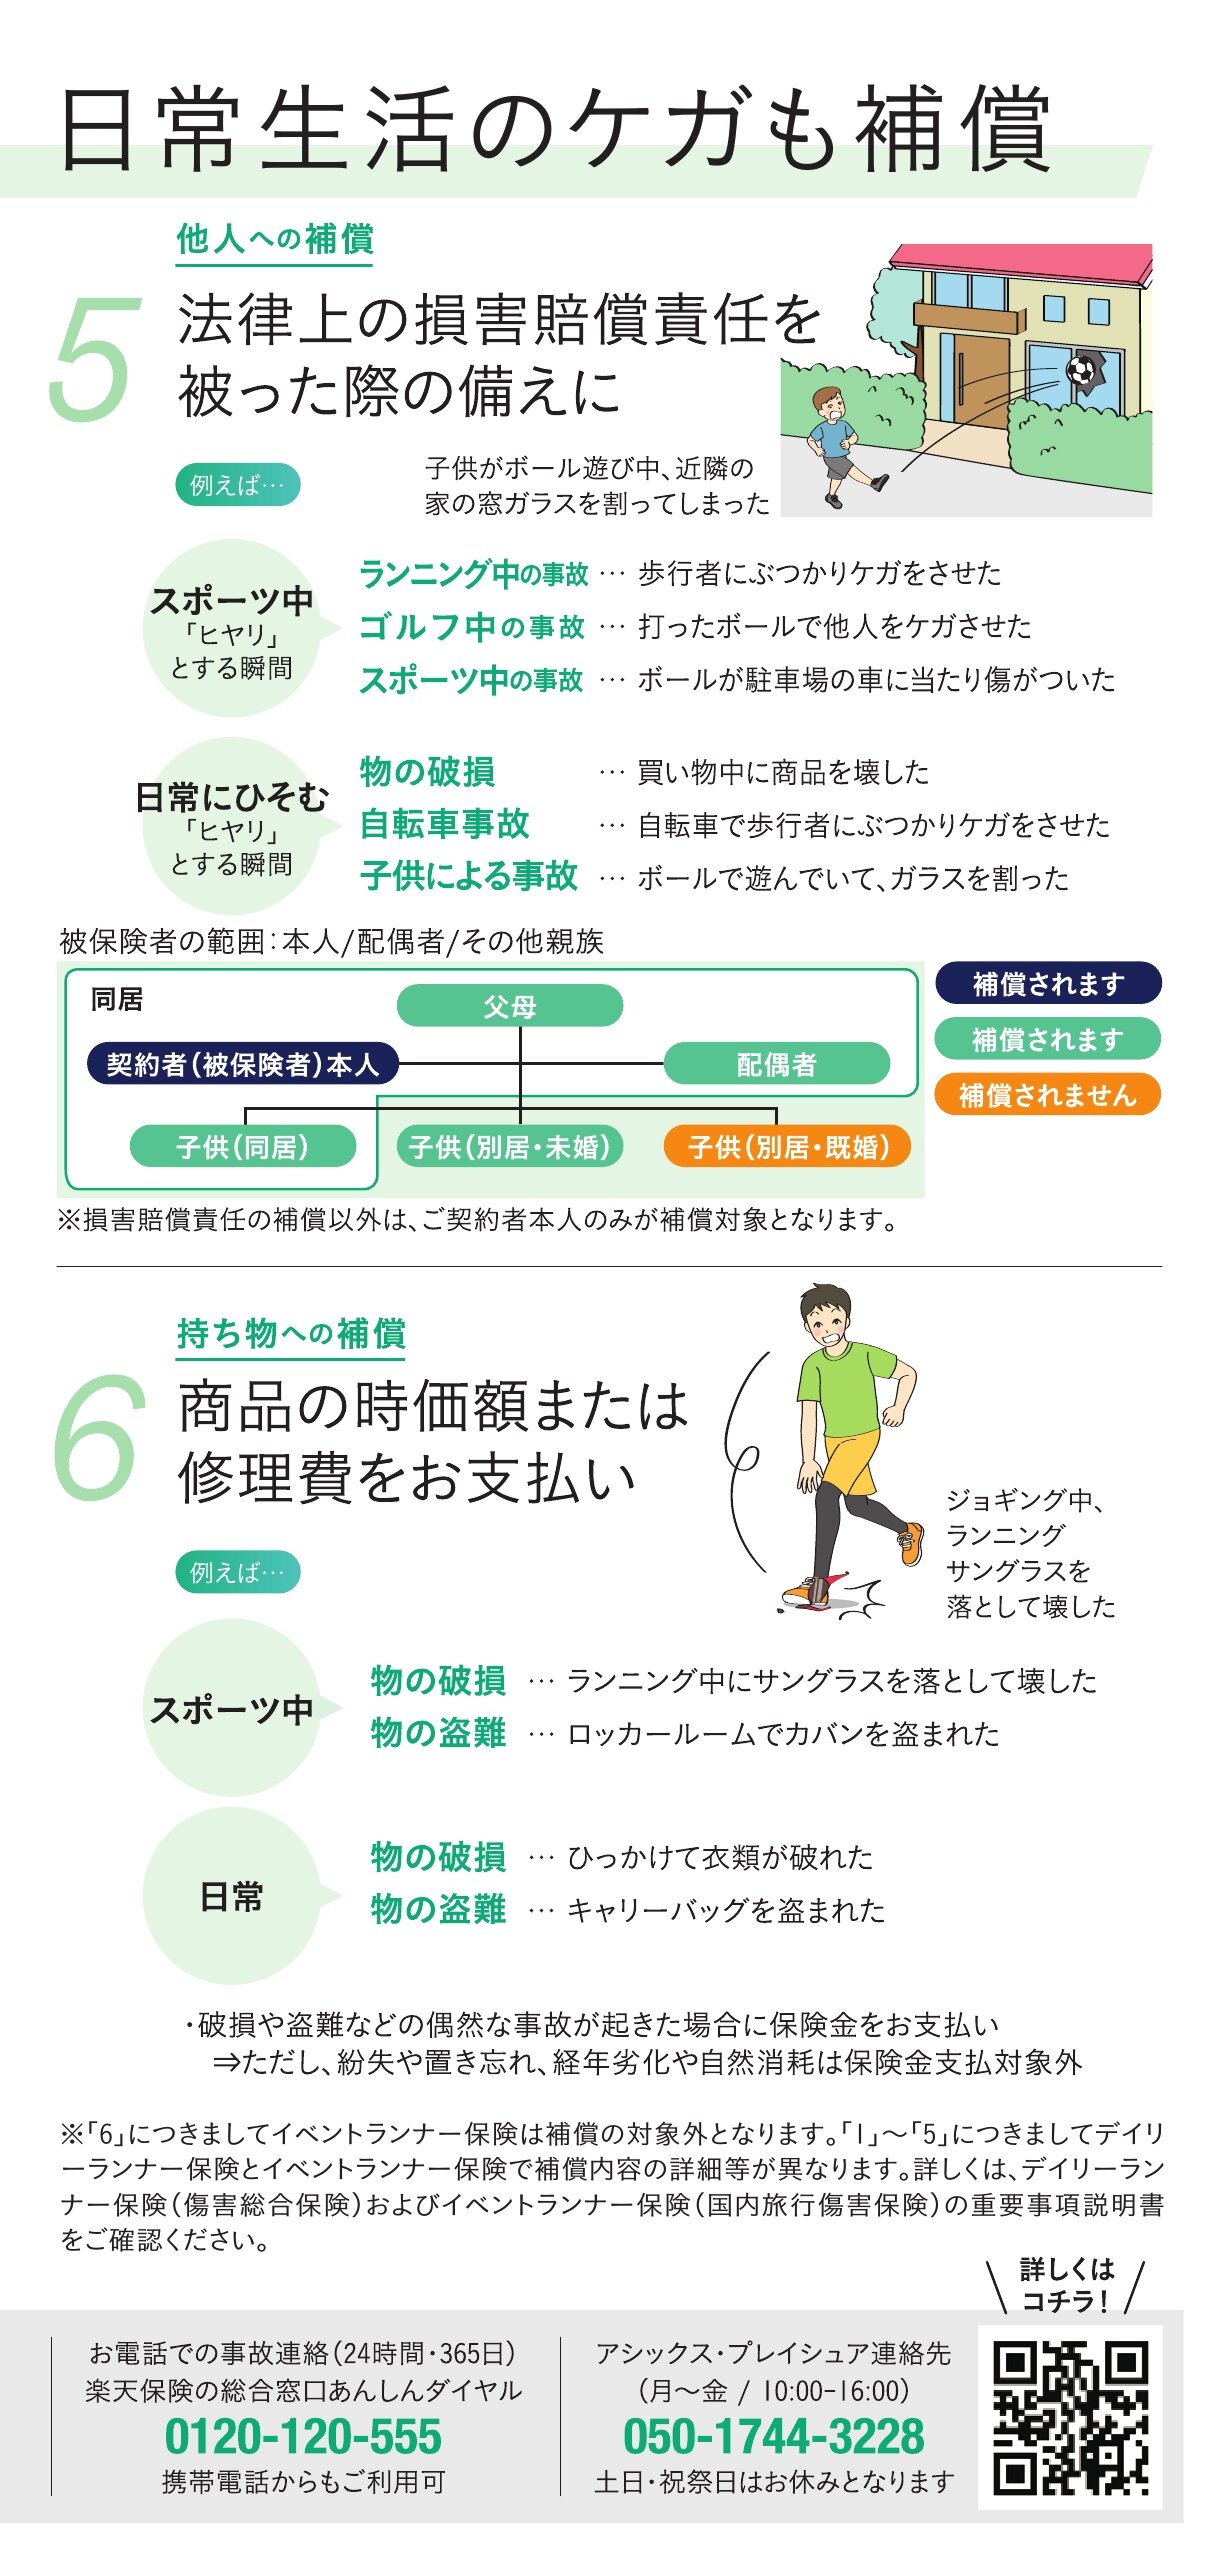 日常生活のケガも補償
他人への補償
5
法律上の損害賠償責任を
被った際の備えに
例えば…
子供がボール遊び中、近隣の
家の窓ガラスを割ってしまった
スポーツ中
「ヒヤリ」
とする瞬間
ランニング中の事故 … 歩行者にぶつかりケガをさせた
ゴルフ中の事故 … 打ったボールで他人をケガさせた
スポーツ中の事故 … ボールが駐車場の車に当たり傷がついた
日常にひそむ
「ヒヤリ」
とする瞬間
物の破損 … 買い物中に商品を壊した
自転車事故 … 自転車で歩行者にぶつかりケガをさせた
子供による事故 … ボールで遊んでいて、ガラスを割った
被保険者の範囲：本人/配偶者/その他親族
同居
父母
契約者（被保険者）本人
配偶者
子供（同居）
子供（別居・未婚）
子供（別居・既婚）
補償されます
補償されます
補償されません
※損害賠償責任の補償以外は、ご契約者本人のみが補償対象となります。
持ち物への補償
6
商品の時価額または
修理費をお支払い
例えば…
ジョギング中、
ランニング
サングラスを
落として壊した
スポーツ中
物の破損 … ランニング中にサングラスを落として壊した
物の盗難 … ロッカールームでカバンを盗まれた
日常
物の破損 … ひっかけて衣類が破れた
物の盗難 … キャリーバッグを盗まれた
・破損や盗難などの偶然な事故が起きた場合に保険金をお支払い
⇒ただし、紛失や置き忘れ、経年劣化や自然消耗は保険金支払対象外
※「6」につきましてイベントランナー保険は補償の対象外となります。「1」〜「5」につきましてデイリ
ーランナー保険とイベントランナー保険で補償内容の詳細等が異なります。詳しくは、デイリーラン
ナー保険（傷害総合保険）およびイベントランナー保険（国内旅行傷害保険）の重要事項説明書
をご確認ください。
詳しくは
コチラ！
お電話での事故連絡（24時間・365日）
楽天保険の総合窓口あんしんダイヤル
0120-120-555
携帯電話からもご利用可
アシックス・プレイシュア連絡先
（月〜金 / 10:00-16:00）
050-1744-3228
土日・祝祭日はお休みとなります